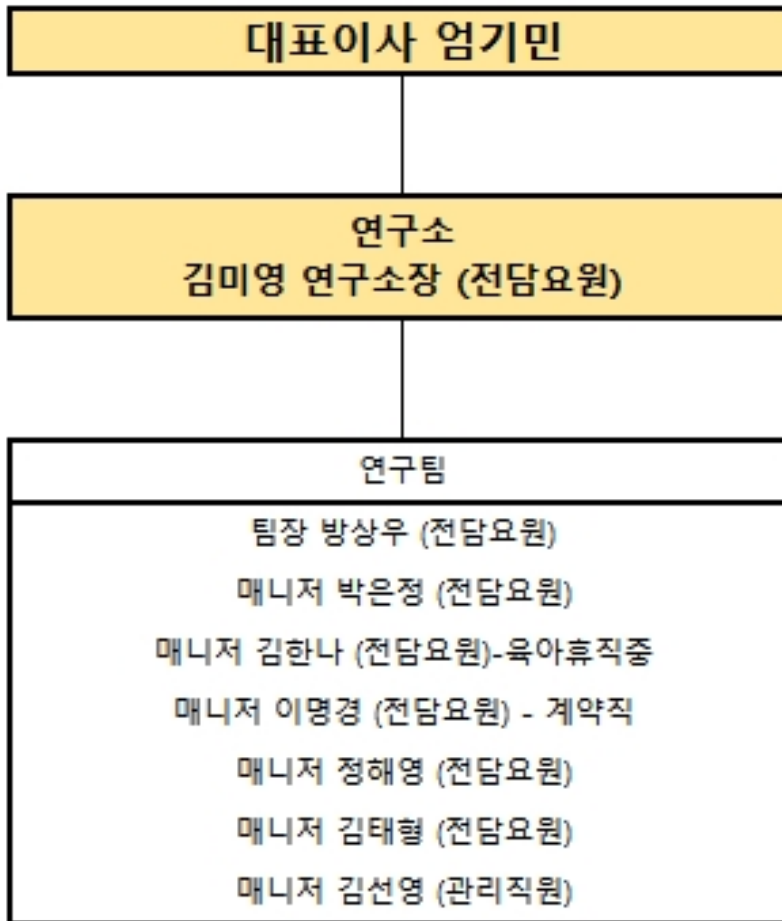 대표이사 엄기민
연구소
김미영 연구소장 (전담요원)
연구팀
팀장 방상우 (전담요원)
매니저 박은정 (전담요원)
매니저 김한나 (전담요원)-육아휴직중
매니저 이명경 (전담요원) - 계약직
매니저 정해영 (전담요원)
매니저 김태형 (전담요원)
매니저 김선영 (관리직원)